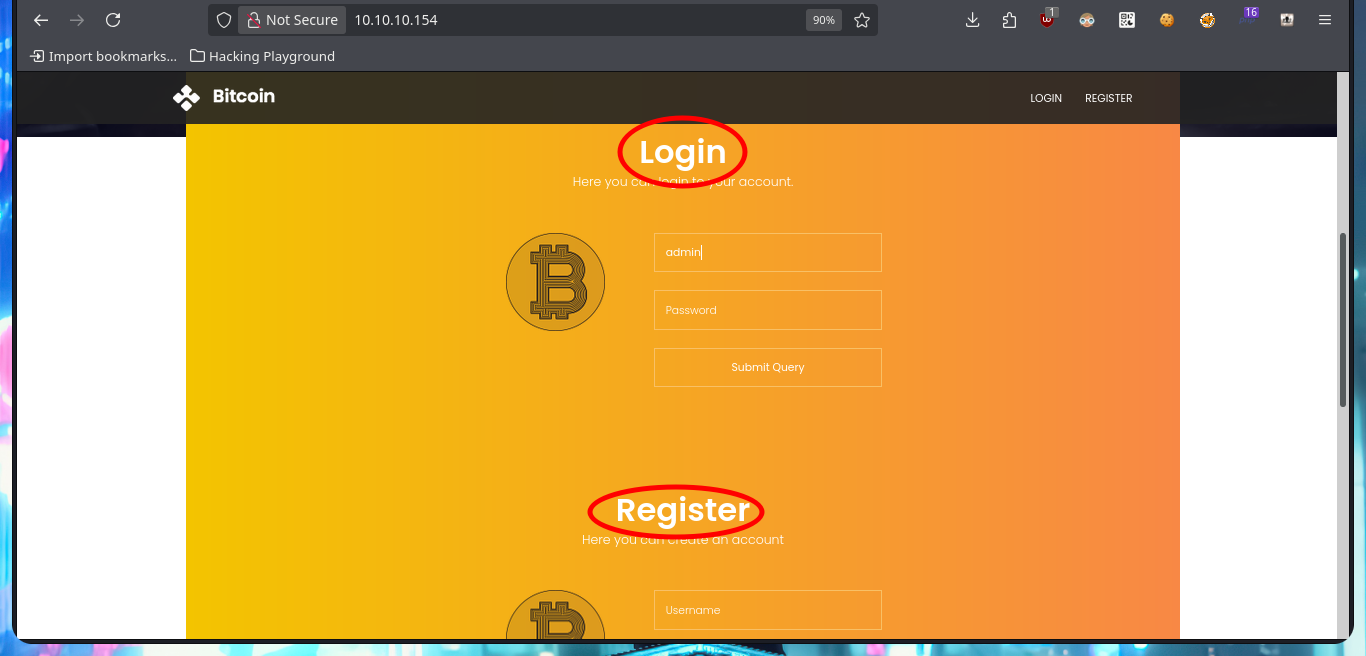 Not Secure 10.10.10.154 90% 1 16
Import bookmarks... Hacking Playground
Bitcoin LOGIN REGISTER
Login
Here you can login to your account.
admin
Password
Submit Query
Register
Here you can create an account
Username